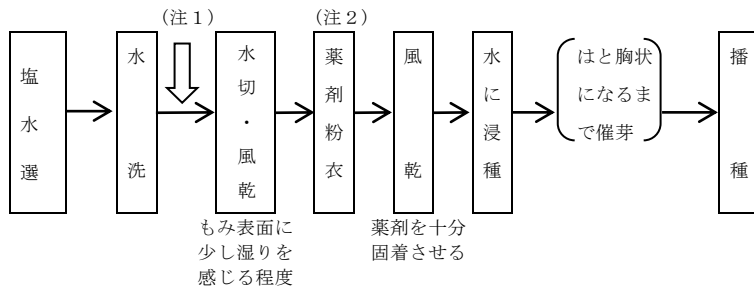 （注１）
（注２）
塩水選
水洗
水切・風乾
薬剤粉衣
風乾
水に浸種
はと胸状
になるま
で催芽
播種
もみ表面に
少し湿りを
感じる程度
薬剤を十分
固着させる